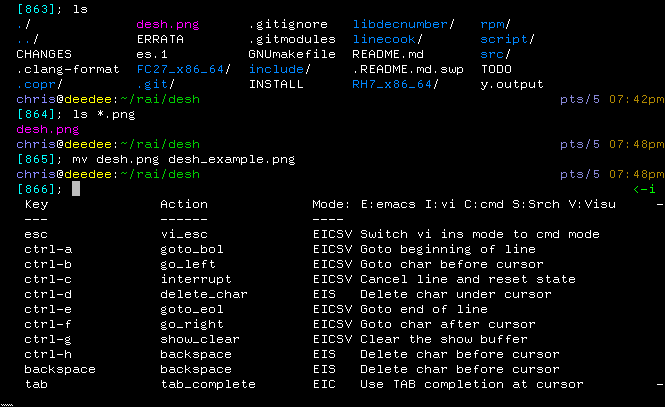 [863]; ls
./ desh.png .gitignore libdecnumber/ rpm/
../ ERRATA .gitmodules linecook/ script/
CHANGES es.1 GNUmakefile README.md src/
.clang-format FC27_x86_64/ include/ .README.md.swp TODO
.copr/ .git/ INSTALL RH7_x86_64/ y.output
chris@deedee:~/rai/desh pts/5 07:42pm
[864]; ls *.png
desh.png
chris@deedee:~/rai/desh pts/5 07:48pm
[865]; mv desh.png desh_example.png
chris@deedee:~/rai/desh pts/5 07:48pm
[866]; <-i
Key Action Mode: E:emacs I:vi C:cmd S:Srch V:Visu -
--- ------ ----
esc vi_esc EICSV Switch vi ins mode to cmd mode
ctrl-a goto_bol EICSV Goto beginning of line
ctrl-b go_left EICSV Goto char before cursor
ctrl-c interrupt EICSV Cancel line and reset state
ctrl-d delete_char EIS Delete char under cursor
ctrl-e goto_eol EICSV Goto end of line
ctrl-f go_right EICSV Goto char after cursor
ctrl-g show_clear EICSV Clear the show buffer
ctrl-h backspace EIS Delete char before cursor
backspace backspace EIS Delete char before cursor
tab tab_complete EIC Use TAB completion at cursor -